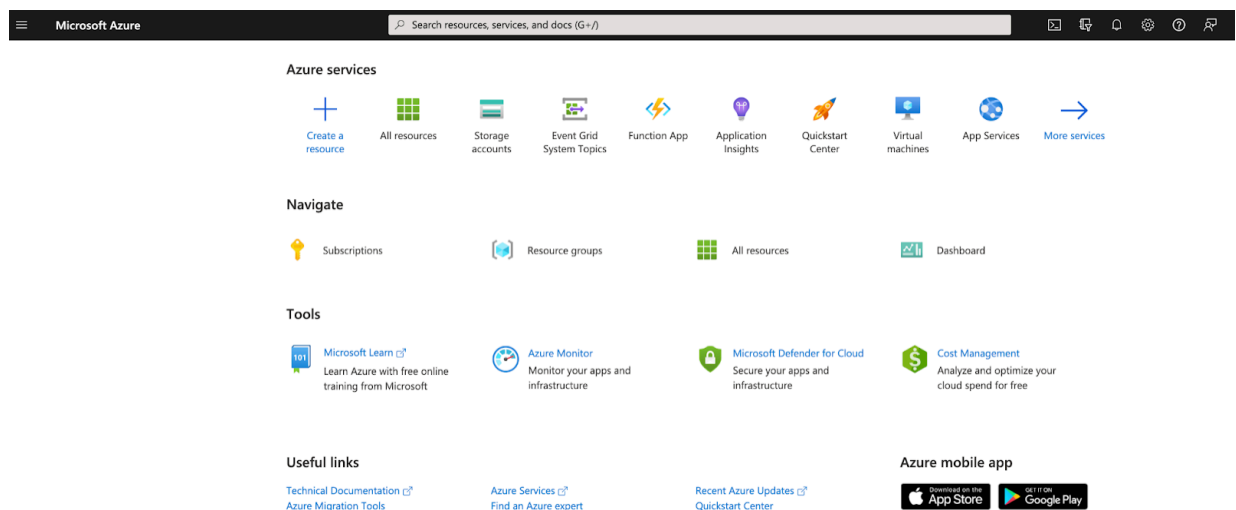 Microsoft Azure
Search resources, services, and docs (G+/)
Azure services
Create a
resource
All resources
Storage
accounts
Event Grid
System Topics
Function App
Application
Insights
Quickstart
Center
Virtual
machines
App Services
More services
Navigate
Subscriptions
Resource groups
All resources
Dashboard
Tools
101
Microsoft Learn
Learn Azure with free online
training from Microsoft
Azure Monitor
Monitor your apps and
infrastructure
Microsoft Defender for Cloud
Secure your apps and
infrastructure
Cost Management
Analyze and optimize your
cloud spend for free
Useful links
Technical Documentation
Azure Migration Tools
Azure Services
Find an Azure expert
Recent Azure Updates
Quickstart Center
Azure mobile app
Download on the
App Store
GET IT ON
Google Play